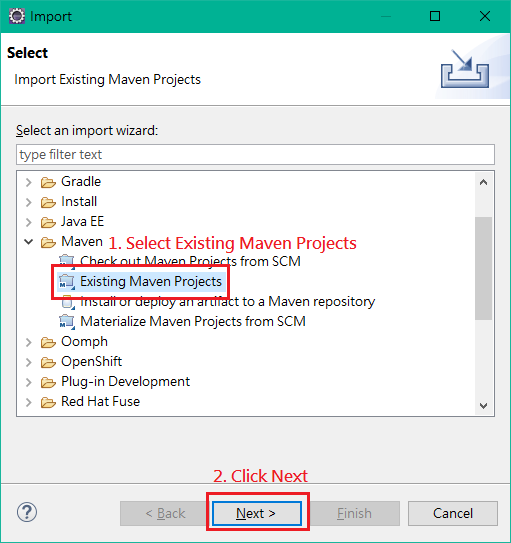 Import
Select
Import Existing Maven Projects
Select an import wizard:
type filter text
Gradle
Install
Java EE
Maven
1. Select Existing Maven Projects
Check out Maven Projects from SCM
Existing Maven Projects
Install or deploy an artifact to a Maven repository
Materialize Maven Projects from SCM
Oomph
OpenShift
Plug-in Development
Red Hat Fuse
2. Click Next
? < Back Next > Finish Cancel